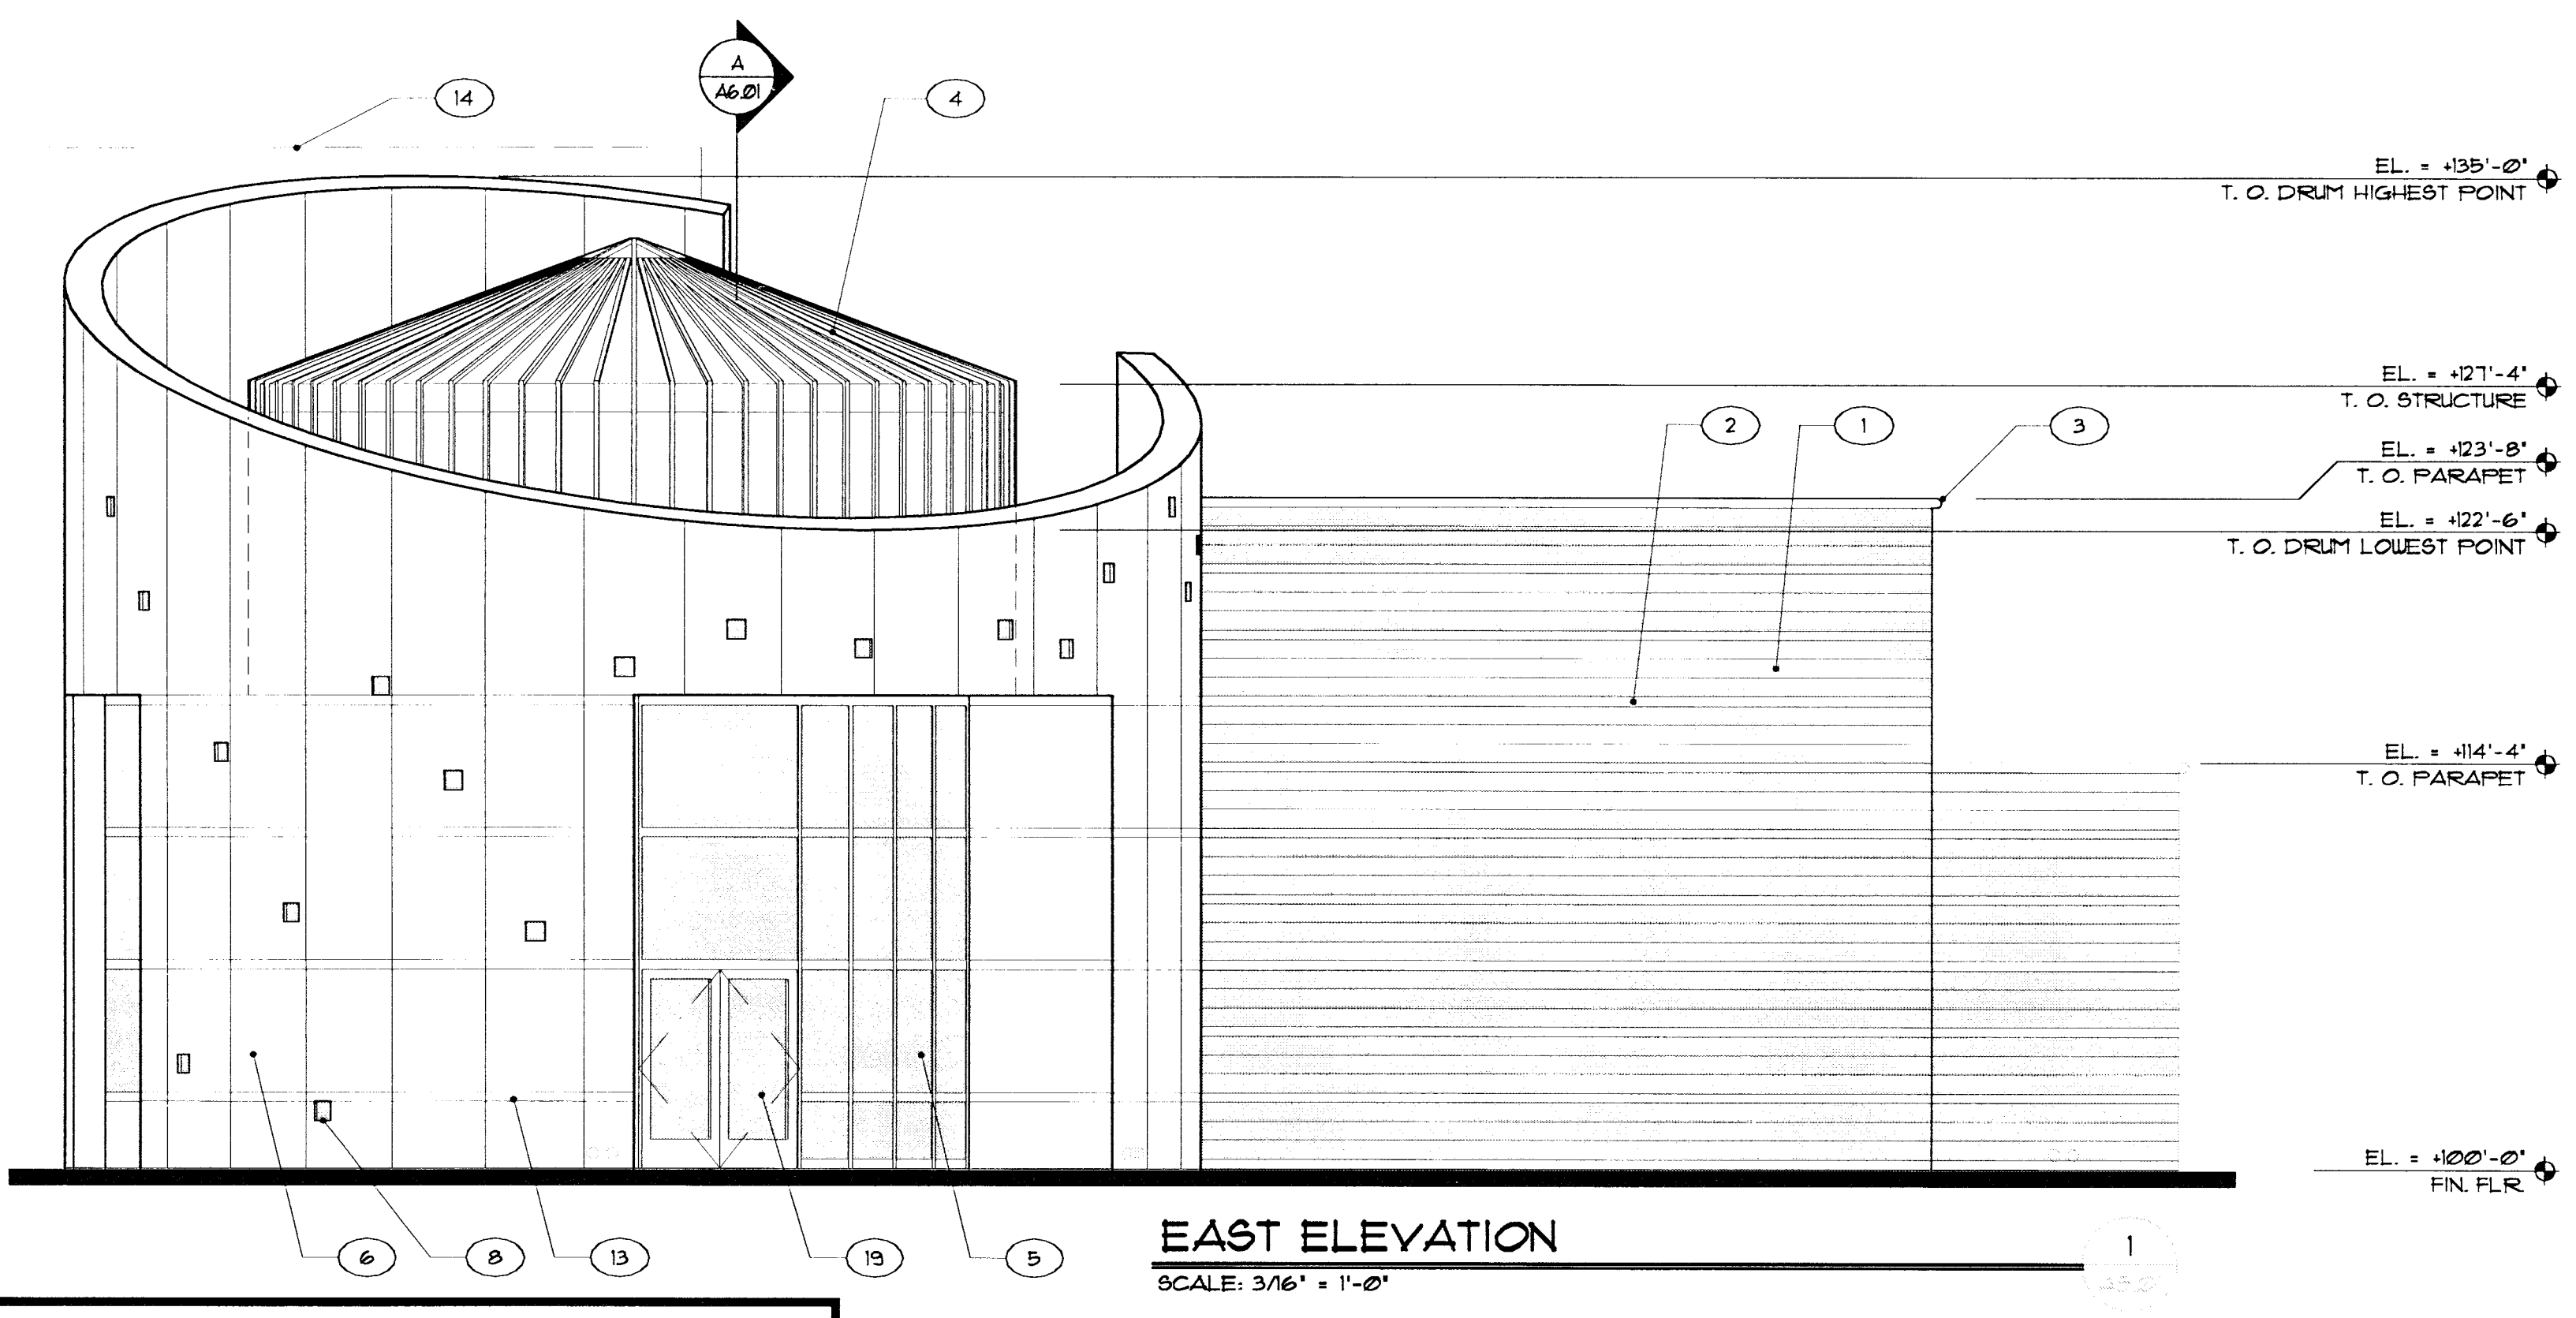 A
A6.01
14
4
EL. = +135'-0"
T. O. DRUM HIGHEST POINT
EL. = +127'-4"
T. O. STRUCTURE
2
1
3
EL. = +123'-8"
T. O. PARAPET
EL. = +122'-6"
T. O. DRUM LOWEST POINT
EL. = +114'-4"
T. O. PARAPET
EL. = +100'-0"
FIN. FLR.
6
8
13
19
5
EAST ELEVATION
1
SCALE: 3/16" = 1'-0"